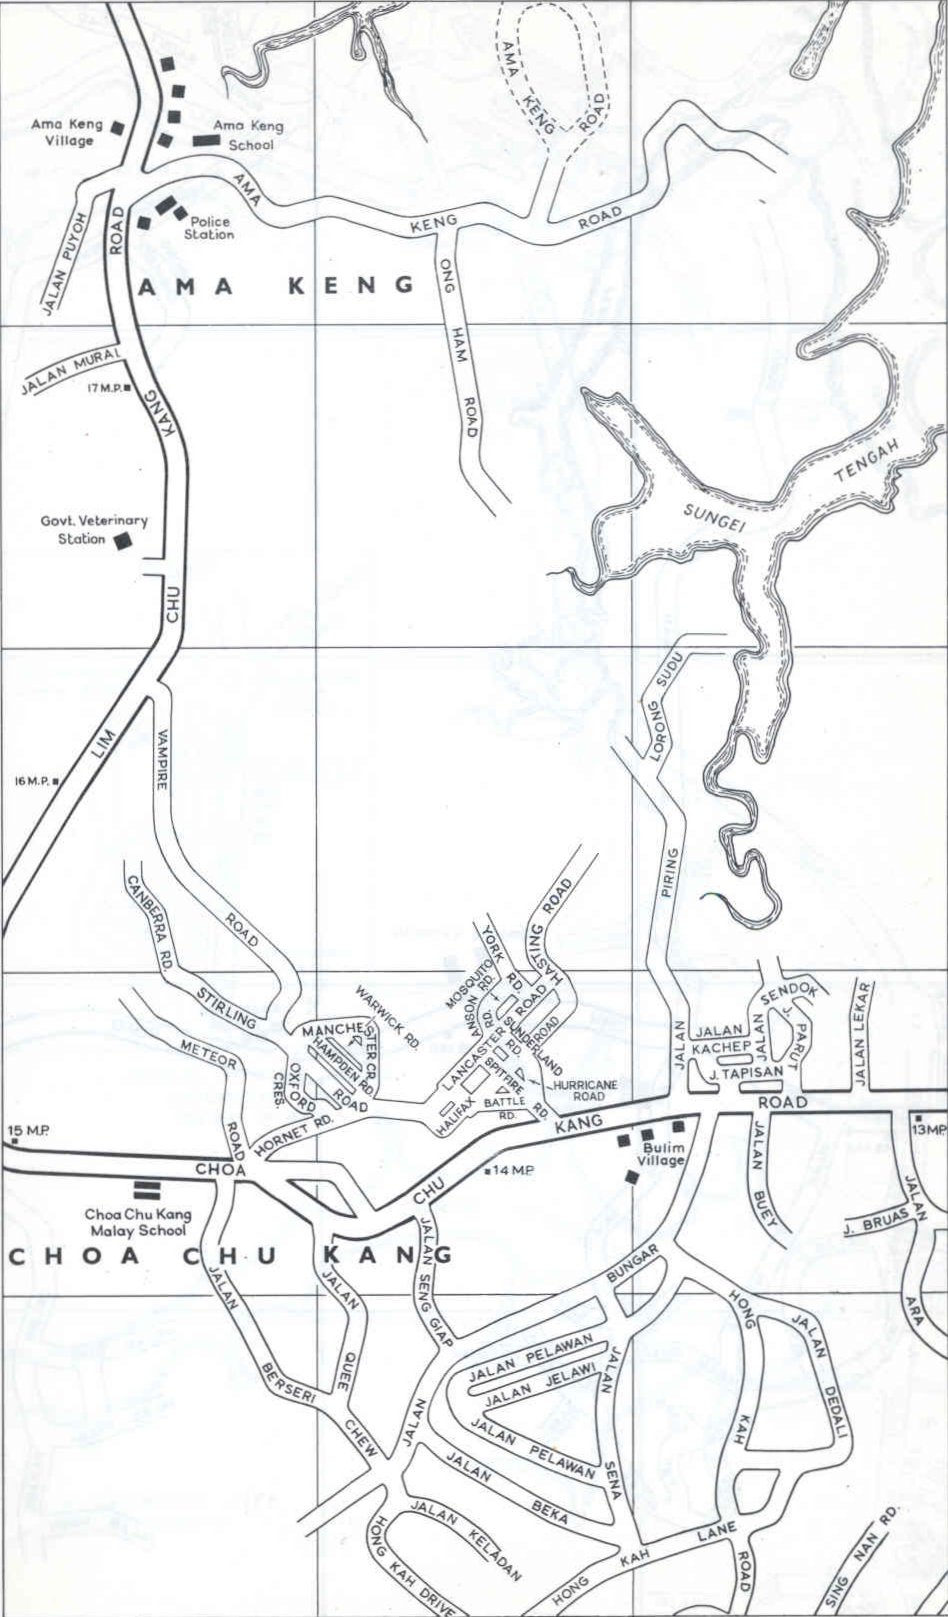 AMA KENG ROAD
Ama Keng
Village
Ama Keng
School
AMA KENG ROAD
Police
Station
JALAN PUYOH
AMA KENG
ONG HAM ROAD
JALAN MURAI
17 M.P.
LIM CHU KANG ROAD
SUNGEI TENGAH
Govt. Veterinary
Station
LORONG SUDU
VAMPIRE ROAD
16 M.P.
PIRING
CANBERRA RD.
HASTING ROAD
YORK RD.
MOSQUITO RD.
ANSON RD.
STIRLING
WARWICK RD.
MANCHESTER CR.
HAMPDEN RD.
METEOR ROAD
OXFORD ROAD
CRES.
LANCASTER ROAD
SUNDERLAND ROAD
SPITFIRE RD.
HURRICANE
ROAD
BATTLE
RD.
HALIFAX RD.
HORNET RD.
SENDOK
J. PARUT
JALAN
JALAN
KACHEP
JALAN
J. TAPISAN
JALAN LEKAR
15 M.P.
CHOA CHU KANG ROAD
14 M.P.
13 M.P.
Bulim
Village
Choa Chu Kang
Malay School
JALAN BUEY
J. BRUAS
JALAN ARA
CHOA CHU KANG
JALAN SENG GIAP
JALAN BERSERI
JALAN QUEE CHEW
JALAN BUNGAR
HONG KAH ROAD
JALAN DEDALI
JALAN PELAWAN
JALAN JELAWI
JALAN PELAWAN
JALAN SENA
JALAN BEKA
JALAN KELADAN
HONG KAH DRIVE
HONG KAH LANE
SING NAN RD.